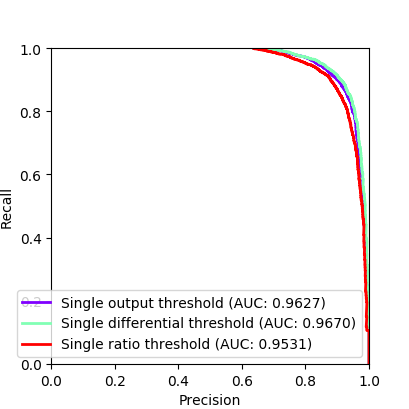 1.0
0.8
0.6
0.4
0.2
0.0
Recall
Single output threshold (AUC: 0.9627)
Single differential threshold (AUC: 0.9670)
Single ratio threshold (AUC: 0.9531)
0.0 0.2 0.4 0.6 0.8 1.0
Precision